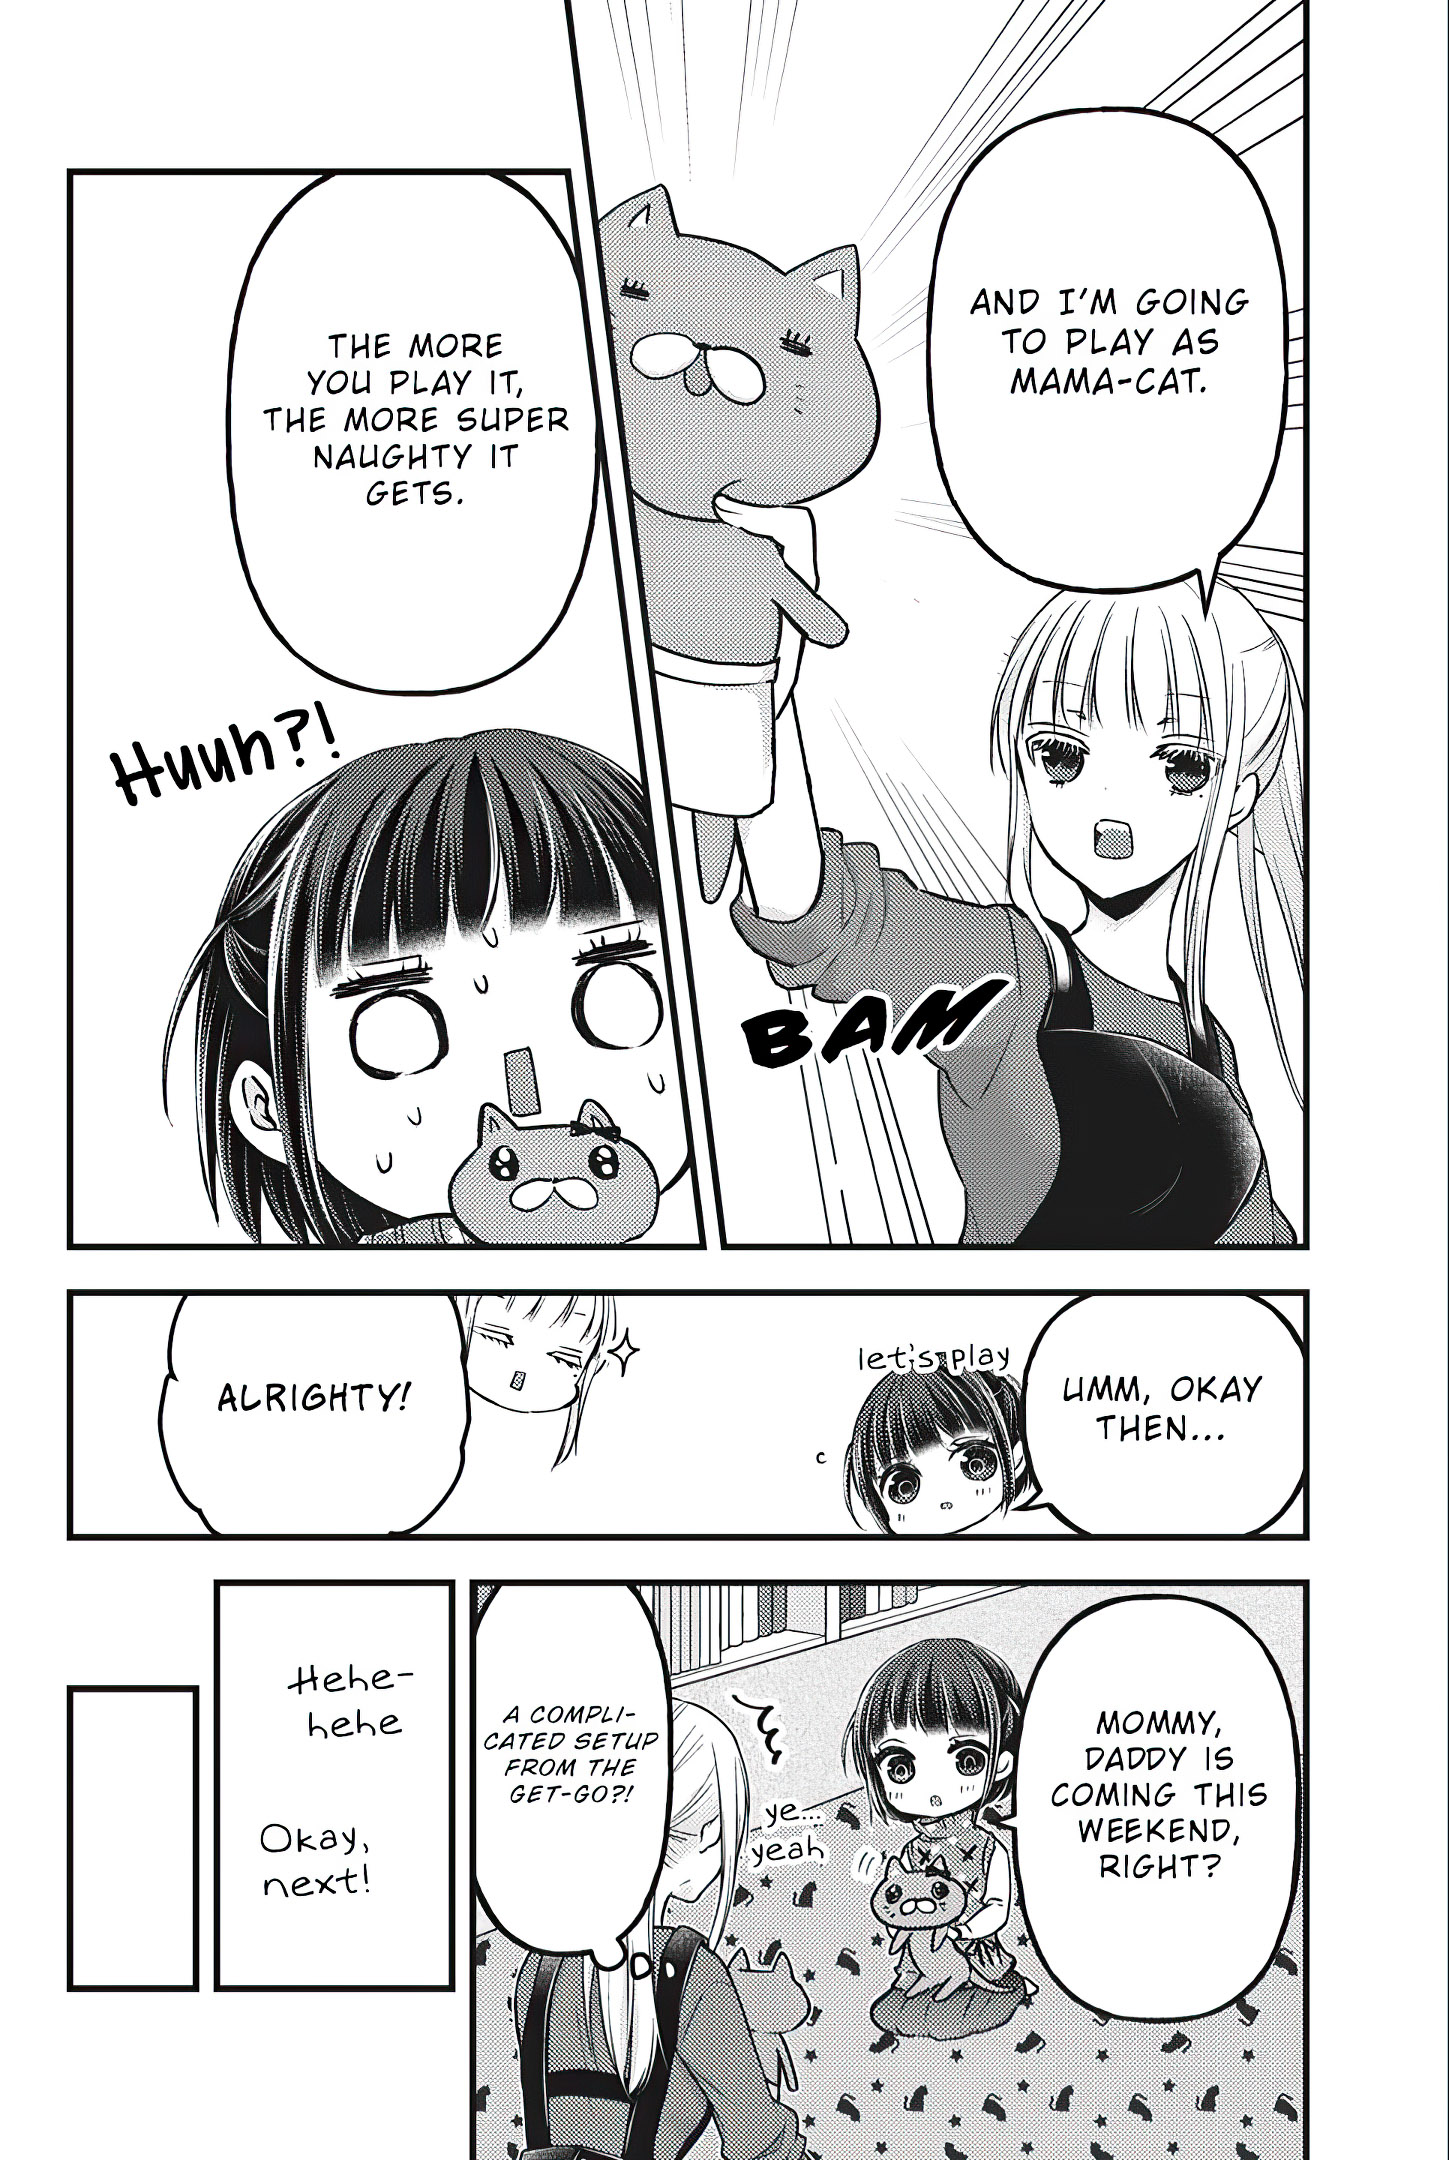 AND I'M GOING
TO PLAY AS
MAMA-CAT.
BAM
THE MORE
YOU PLAY IT,
THE MORE SUPER
NAUGHTY IT
GETS.
Huuh?!
UMM, OKAY
THEN...
let's play
ALRIGHTY!
MOMMY,
DADDY IS
COMING THIS
WEEKEND,
RIGHT?
ye...
yeah
A COMPLI-
CATED SETUP
FROM THE
GET-GO?!
Hehe-
hehe
Okay,
next!